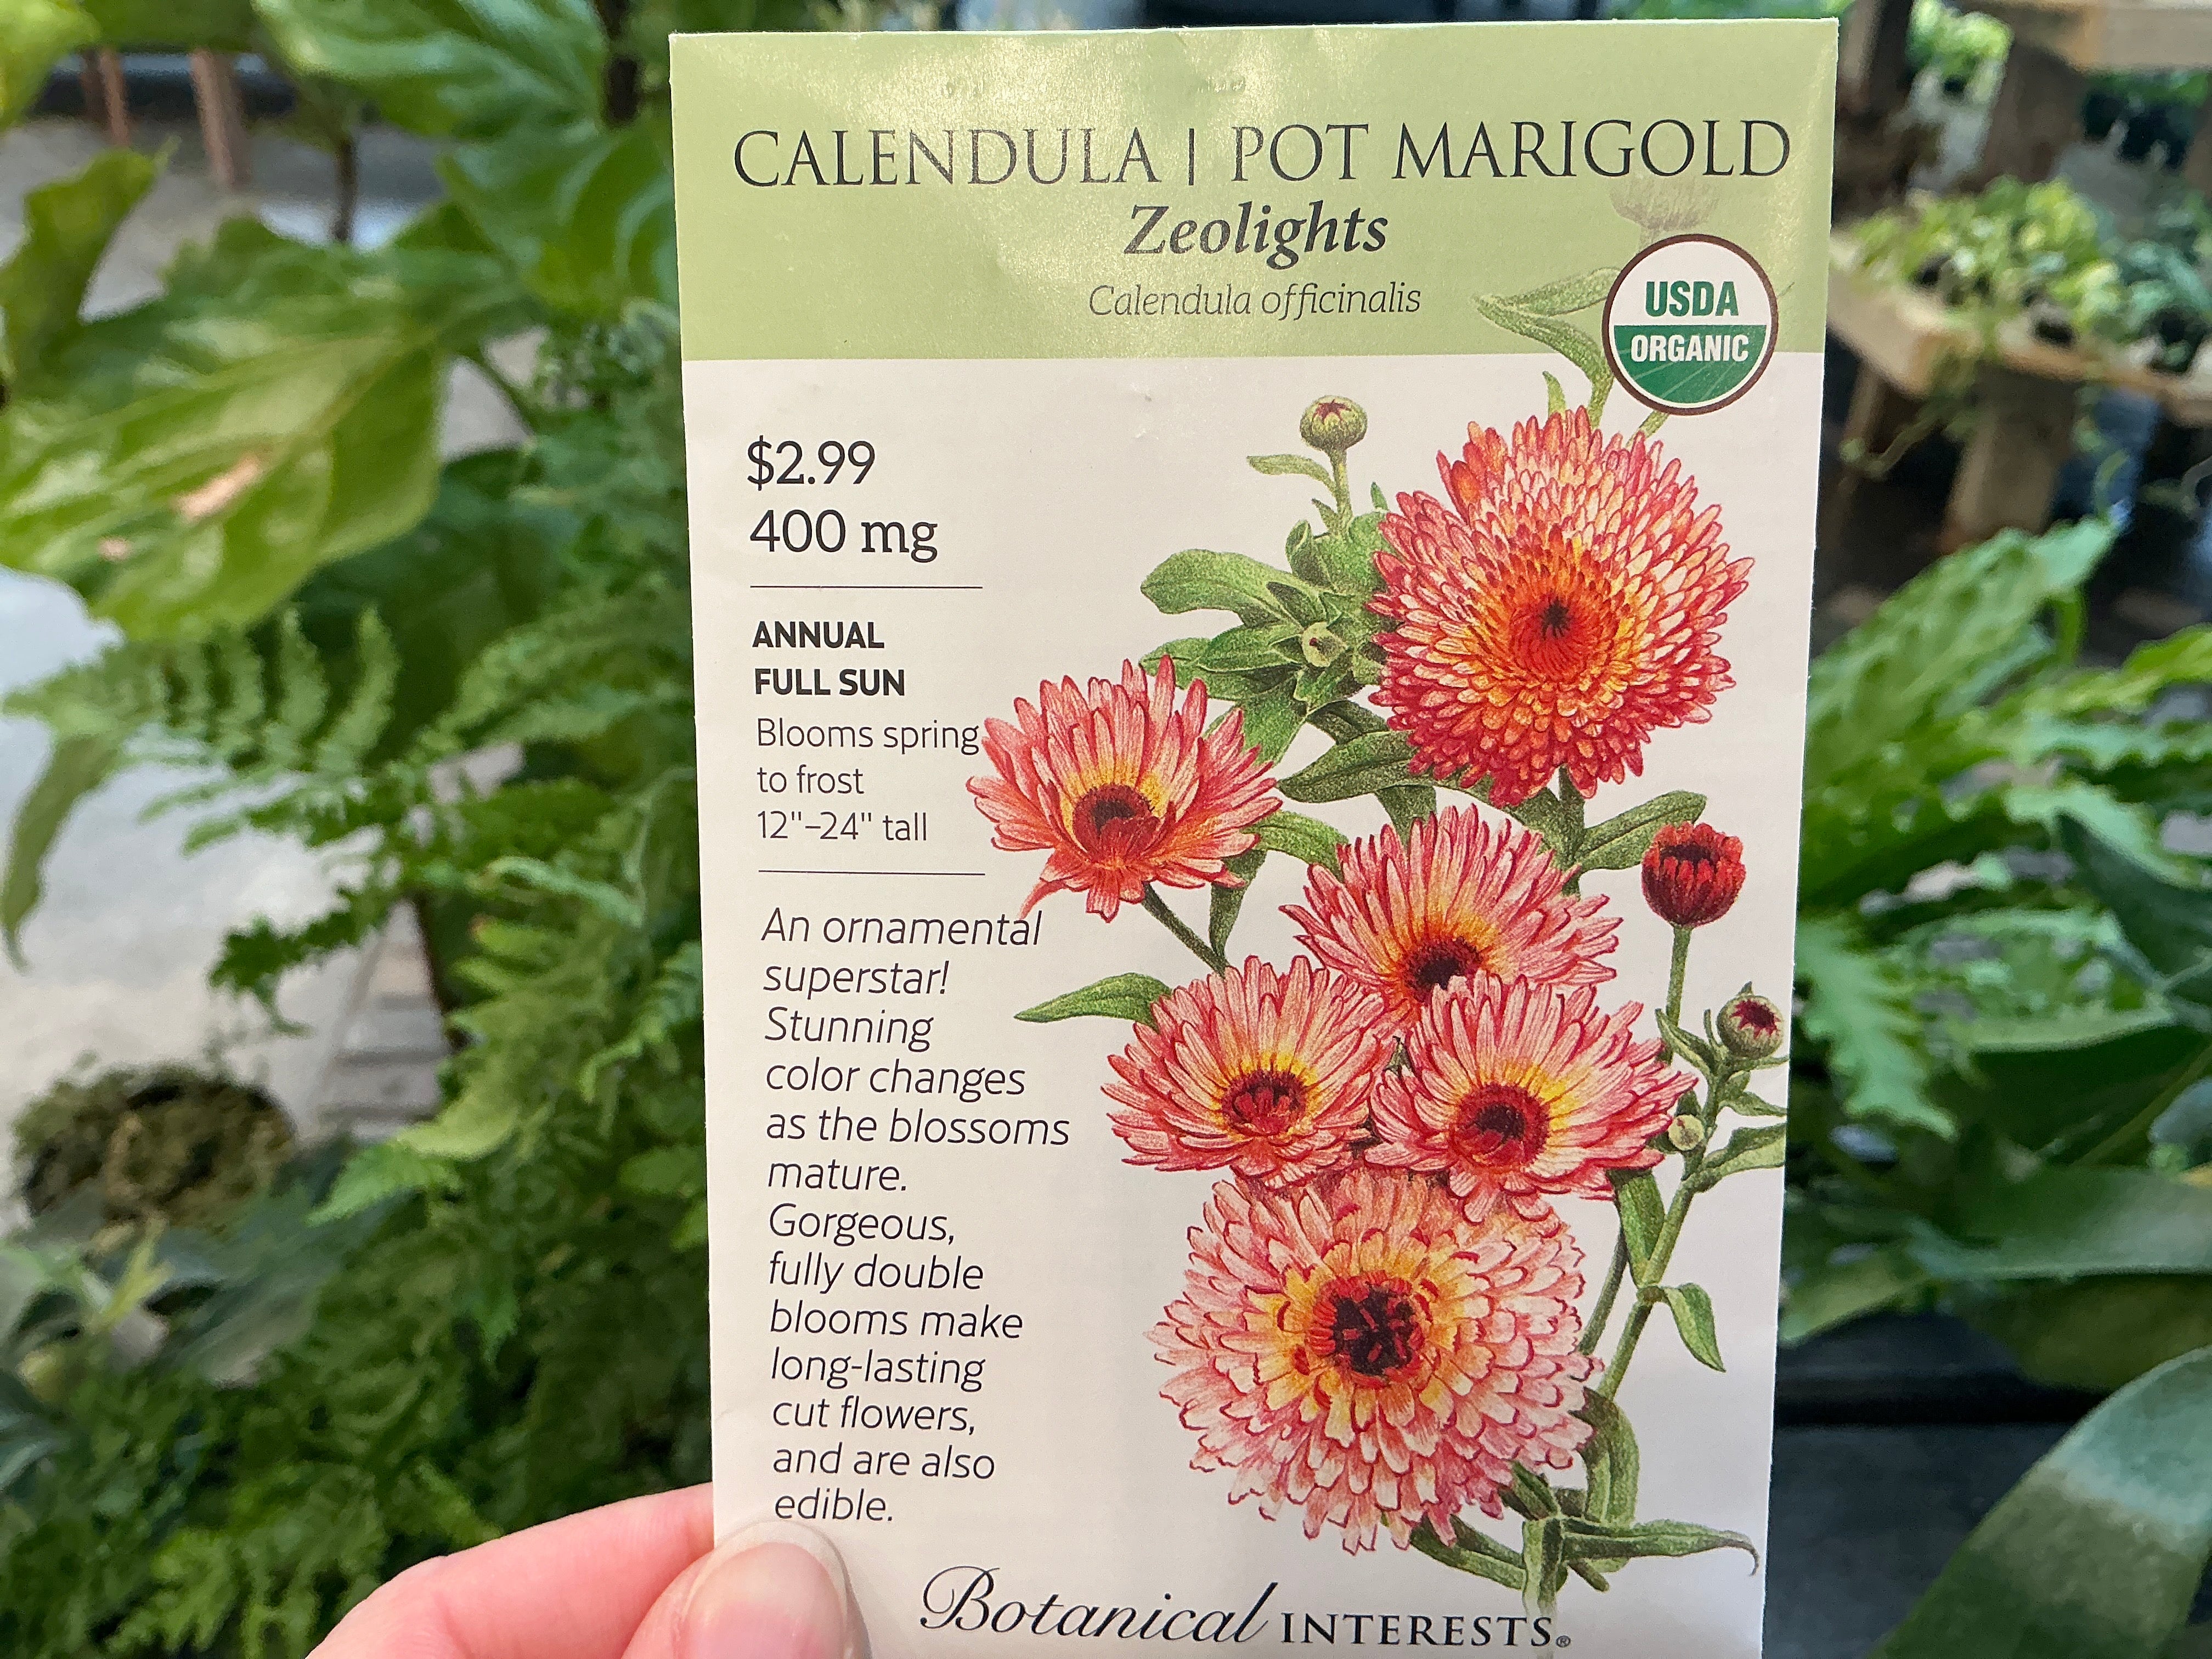 CALENDULA | POT MARIGOLD
Zeolights
Calendula officinalis
USDA
ORGANIC
$2.99
400 mg
ANNUAL
FULL SUN
Blooms spring
to frost
12"–24" tall
An ornamental
superstar!
Stunning
color changes
as the blossoms
mature.
Gorgeous,
fully double
blooms make
long-lasting
cut flowers,
and are also
edible.
Botanical INTERESTS®